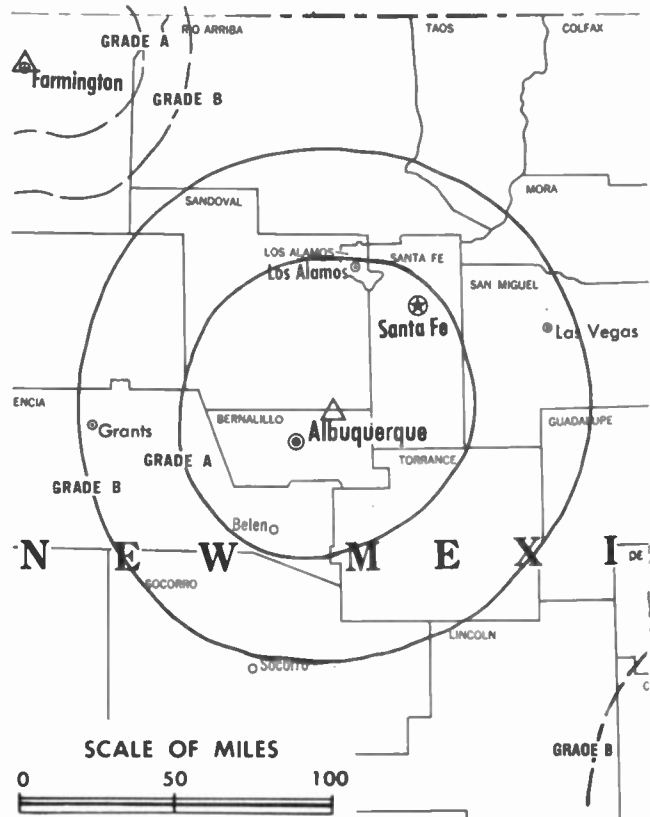 RIO ARRIBA
TAOS
COLFAX
GRADE A
Farmington
GRADE B
MORA
SANDOVAL
LOS ALAMOS
SANTA FE
Los Alamos
SAN MIGUEL
Santa Fe
Las Vegas
ENCIA
BERNALILLO
GUADALUPE
Grants
Albuquerque
GRADE A
TORRANCE
GRADE B
Belen
N E W M E X I
DE
SOCORRO
LINCOLN
Socorro
C
SCALE OF MILES
GRADE B
0 50 100